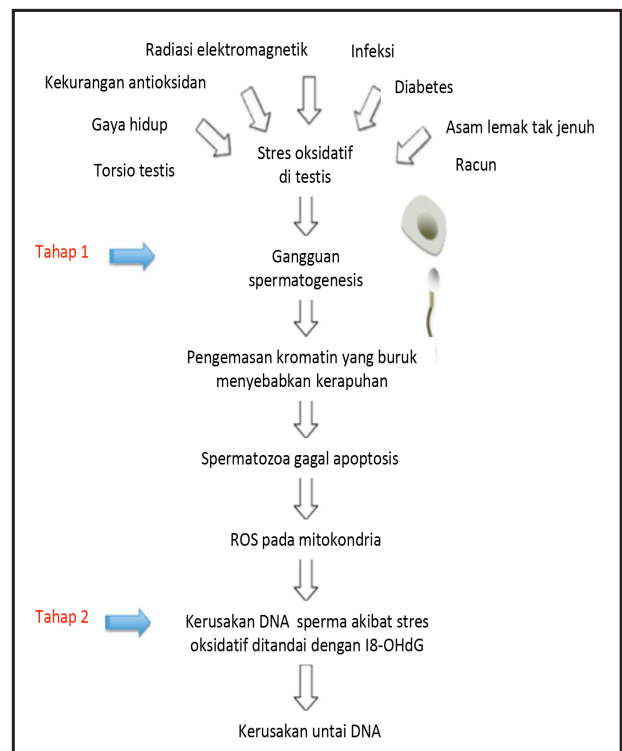 Radiasi elektromagnetik
Infeksi
Kekurangan antioksidan
Diabetes
Gaya hidup
Asam lemak tak jenuh
Torsio testis
Stres oksidatif
di testis
Racun
Tahap 1
Gangguan
spermatogenesis
Pengemasan kromatin yang buruk
menyebabkan kerapuhan
Spermatozoa gagal apoptosis
ROS pada mitokondria
Tahap 2
Kerusakan DNA sperma akibat stres
oksidatif ditandai dengan I8-OHdG
Kerusakan untai DNA